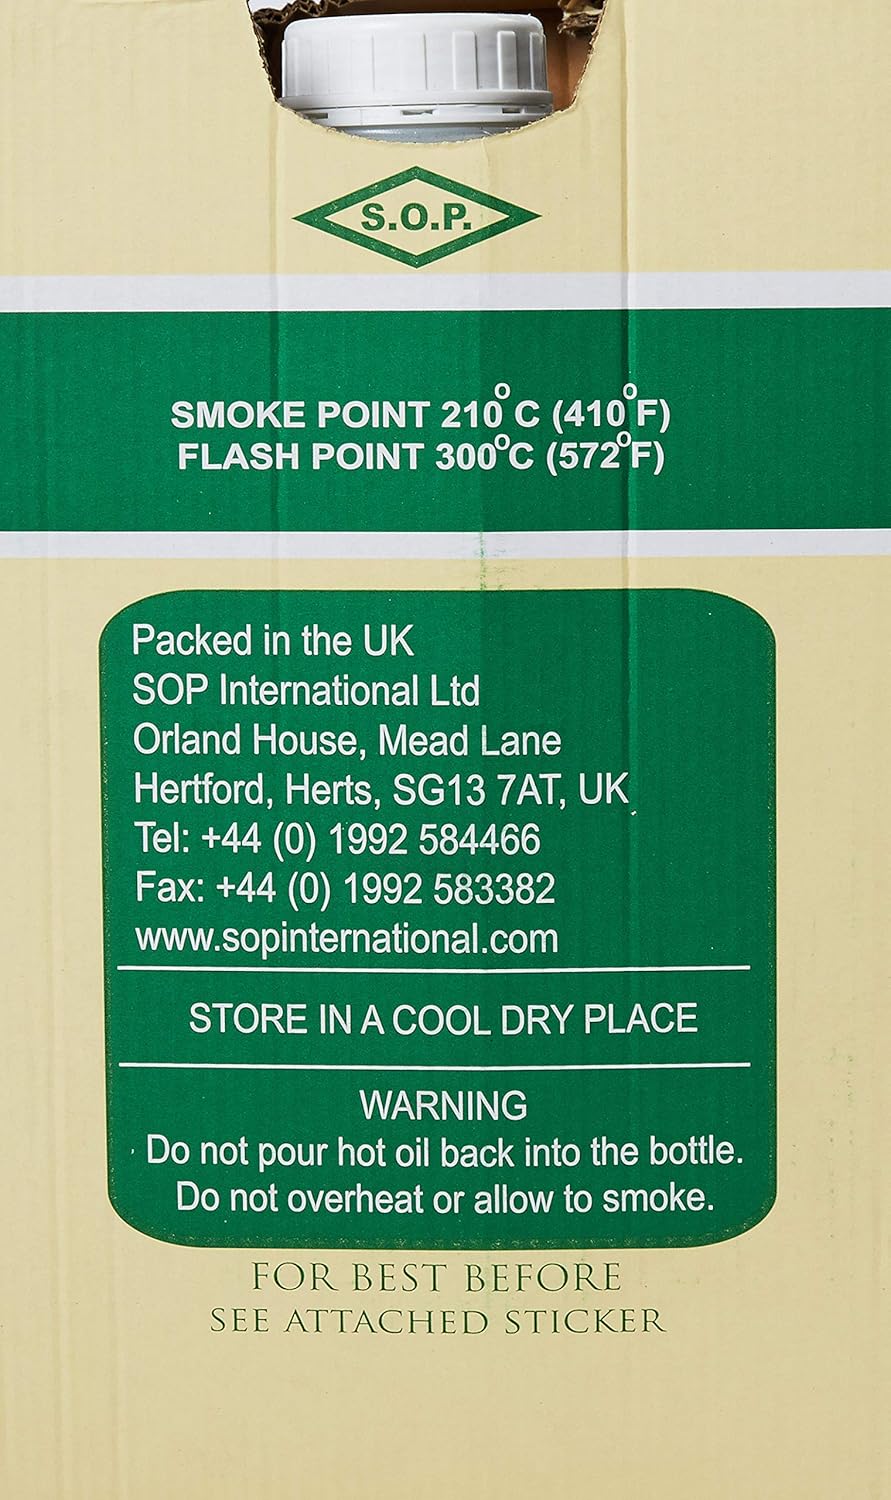 S.O.P.
SMOKE POINT 210°C (410°F)
FLASH POINT 300°C (572°F)
Packed in the UK
SOP International Ltd
Orland House, Mead Lane
Hertford, Herts, SG13 7AT, UK
Tel: +44 (0) 1992 584466
Fax: +44 (0) 1992 583382
www.sopinternational.com
STORE IN A COOL DRY PLACE
WARNING
Do not pour hot oil back into the bottle.
Do not overheat or allow to smoke.
FOR BEST BEFORE
SEE ATTACHED STICKER